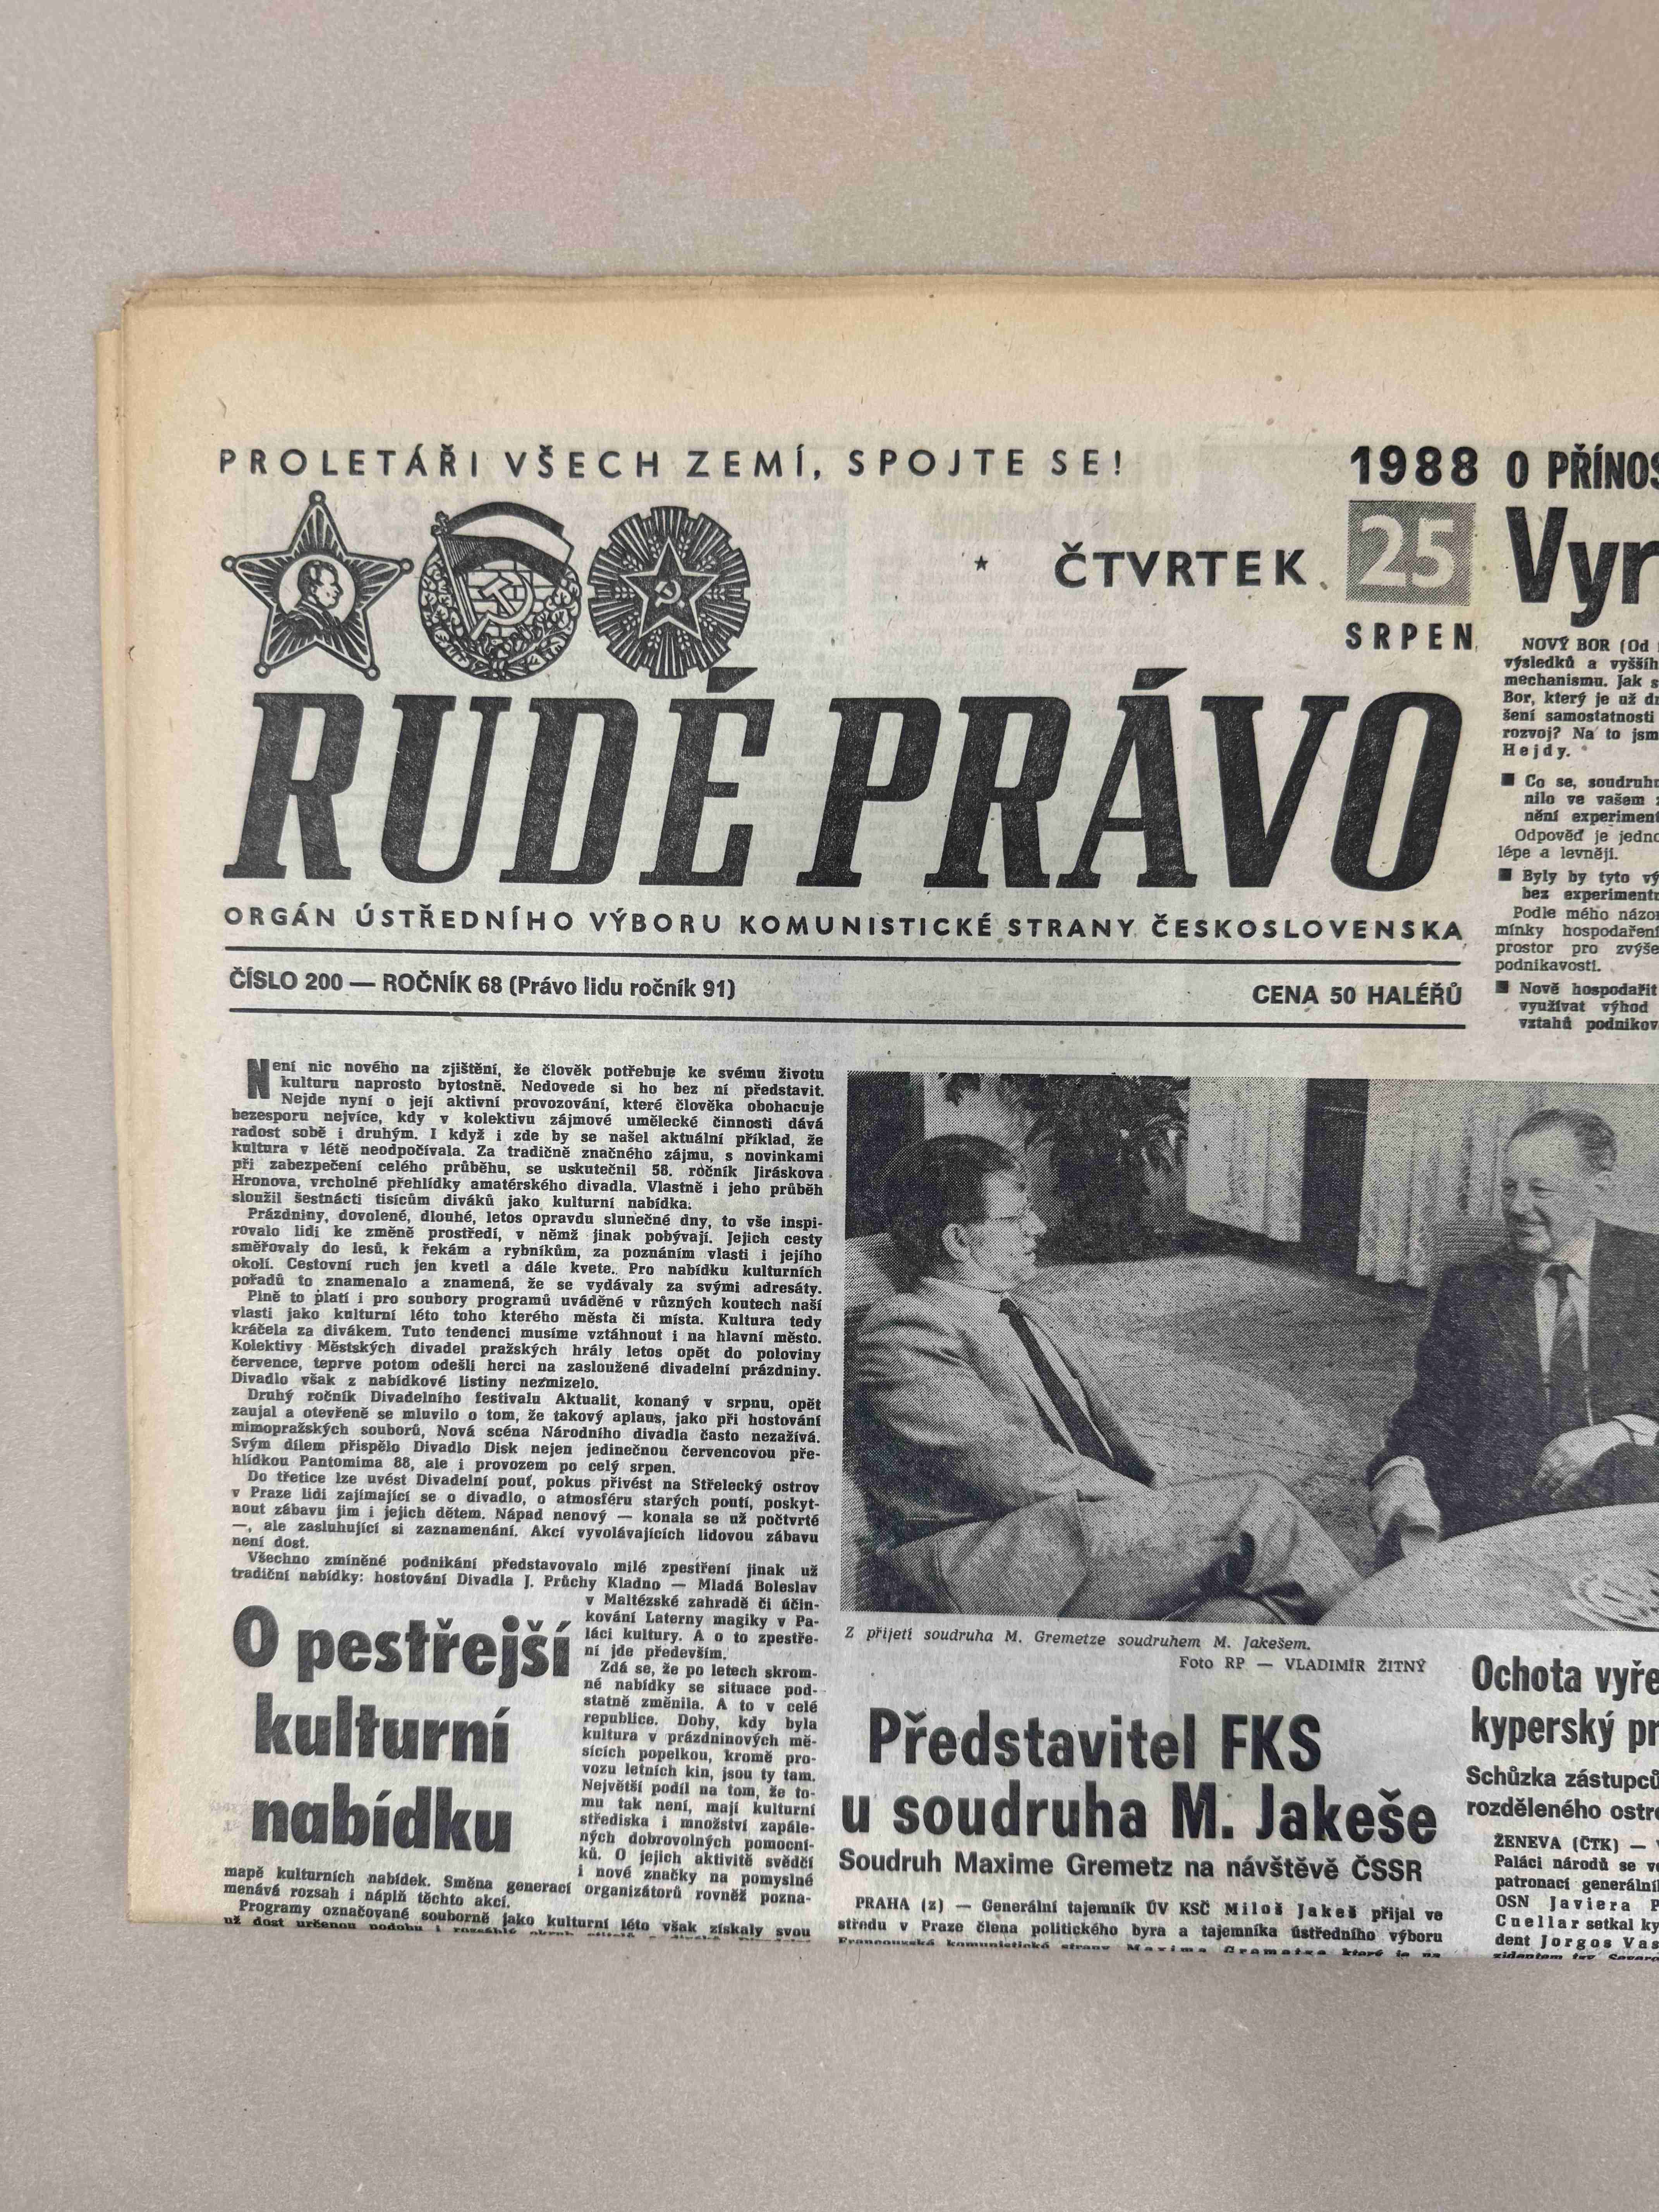 PROLETÁŘI VŠECH ZEMÍ, SPOJTE SE!
1988
★ ČTVRTEK 25
SRPEN
RUDÉ PRÁVO
ORGÁN ÚSTŘEDNÍHO VÝBORU KOMUNISTICKÉ STRANY ČESKOSLOVENSKA
ČÍSLO 200 — ROČNÍK 68 (Právo lidu ročník 91)
CENA 50 HALÉŘŮ
Není nic nového na zjištění, že člověk potřebuje ke svému životu
kulturu naprosto bytostně. Nedovede si ho bez ní představit.
Nejde nyní o její aktivní provozování, které člověka obohacuje
bezesporu nejvíce, kdy v kolektivu zájmové umělecké činnosti dává
radost sobě i druhým. I když i zde by se našel aktuální příklad, že
kultura v létě neodpočívala. Za tradičně značného zájmu, s novinkami
při zabezpečení celého průběhu, se uskutečnil 58. ročník Jiráskova
Hronova, vrcholné přehlídky amatérského divadla. Vlastně i jeho průběh
sloužil šestnácti tisícům diváků jako kulturní nabídka.
Prázdniny, dovolené, dlouhé, letos opravdu slunečné dny, to vše inspi-
rovalo lidi ke změně prostředí, v němž jinak pobývají. Jejich cesty
směřovaly do lesů, k řekám a rybníkům, za poznáním vlasti i jejího
okolí. Cestovní ruch jen kvetl a dále kvete. Pro nabídku kulturních
pořadů to znamenalo a znamená, že se vydávaly za svými adresáty.
Plně to platí i pro soubory programů uváděné v různých koutech naší
vlasti jako kulturní léto toho kterého města či místa. Kultura tedy
kráčela za divákem. Tuto tendenci musíme vztáhnout i na hlavní město.
Kolektivy Městských divadel pražských hrály letos opět do poloviny
července, teprve potom odešli herci na zasloužené divadelní prázdniny.
Divadlo však z nabídkové listiny nezmizelo.
Druhý ročník Divadelního festivalu Aktualit, konaný v srpnu, opět
zaujal a otevřeně se mluvilo o tom, že takový aplaus, jako při hostování
mimopražských souborů, Nová scéna Národního divadla často nezažívá.
Svým dílem přispělo Divadlo Disk nejen jedinečnou červencovou pře-
hlídkou Pantomima 88, ale i provozem po celý srpen.
Do třetice lze uvést Divadelní pouť, pokus přivést na Střelecký ostrov
v Praze lidi zajímající se o divadlo, o atmosféru starých poutí, poskyt-
nout zábavu jim i jejich dětem. Nápad nenový — konala se už počtvrté
—, ale zasluhující si zaznamenání. Akcí vyvolávajících lidovou zábavu
není dost.
Všechno zmíněné podnikání představovalo milé zpestření jinak už
tradiční nabídky: hostování Divadla J. Průchy Kladno — Mladá Boleslav
v Maltézské zahradě či účin-
kování Laterny magiky v Pa-
láci kultury. A o to zpestře-
ní jde především.
Zdá se, že po letech skrom-
né nabídky se situace pod-
statně změnila. A to v celé
republice. Doby, kdy byla
kultura v prázdninových mě-
sících popelkou, kromě pro-
vozu letních kin, jsou ty tam.
Největší podíl na tom, že to-
mu tak není, mají kulturní
střediska i množství zapále-
ných dobrovolných pomocní-
ků. O jejich aktivitě svědčí
i nové značky na pomyslné
O pestřejší
kulturní
nabídku
mapě kulturních nabídek. Směna generací organizátorů rovněž pozna-
menává rozsah i náplň těchto akcí.
Programy označované souborně jako kulturní léto však získaly svou
už dost určenou podobu i
Z přijetí soudruha M. Gremetze soudruhem M. Jakešem.
Foto RP — VLADIMÍR ŽITNÝ
Představitel FKS
u soudruha M. Jakeše
Soudruh Maxime Gremetz na návštěvě ČSSR
PRAHA (z) — Generální tajemník ÚV KSČ Miloš Jakeš přijal ve
středu v Praze člena politického byra a tajemníka ústředního výboru
Francouzské komunistické strany Maxima Gremetze, který je na
O PŘÍNOS
Vyr
NOVÝ BOR (Od
výsledků a vyšíh
mechanismu. Jak s
Bor, který je už dr
šení samostatnosti
rozvoj? Na to jsm
Hejdy.
■ Co se, soudruh
nilo ve vašem
nění experiment
Odpověď je jedno
lépe a levněji.
■ Byly by tyto vý
bez experiment
Podle mého názor
mínky hospodaření
prostor pro zvýše
podnikavosti.
■ Nově hospodařit
využívat výhod
vztahů podnikov
Ochota vyře
kyperský pr
Schůzka zástupců
rozděleného ostr
ŽENEVA (ČTK) — V
Paláci národů se v
patronací generální
OSN Javiera P
Cuellar setkal ky
dent Jorgos Vas